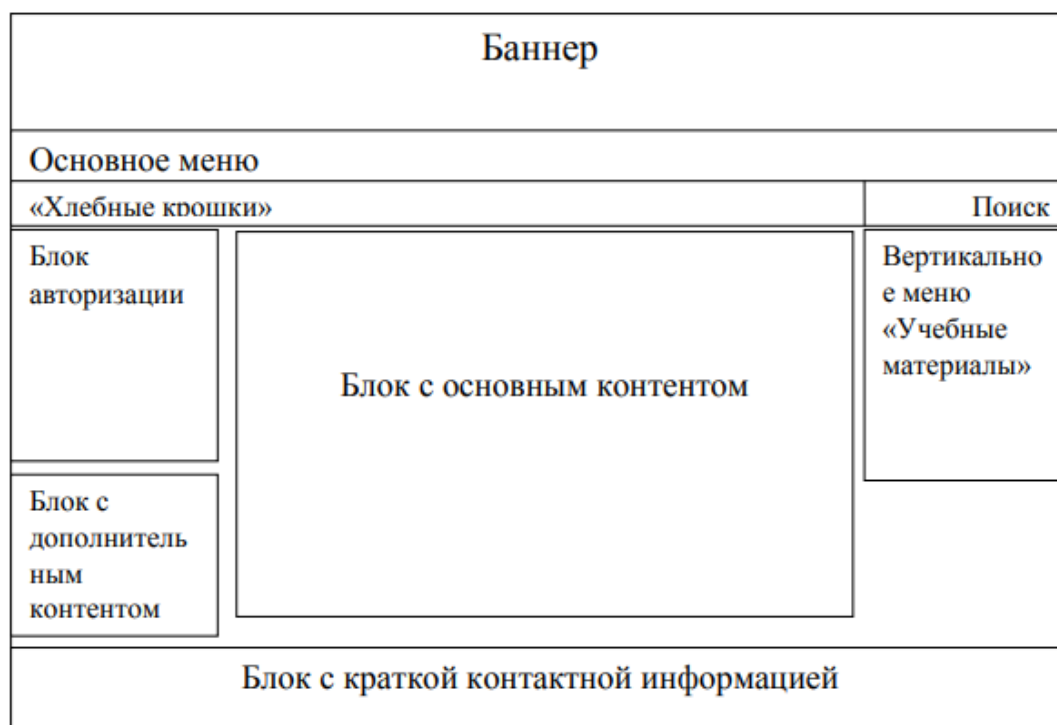 Баннер
Основное меню
«Хлебные крошки»
Поиск
Блок
авторизации
Блок с основным контентом
Вертикально
е меню
«Учебные
материалы»
Блок с
дополнитель
ным
контентом
Блок с краткой контактной информацией